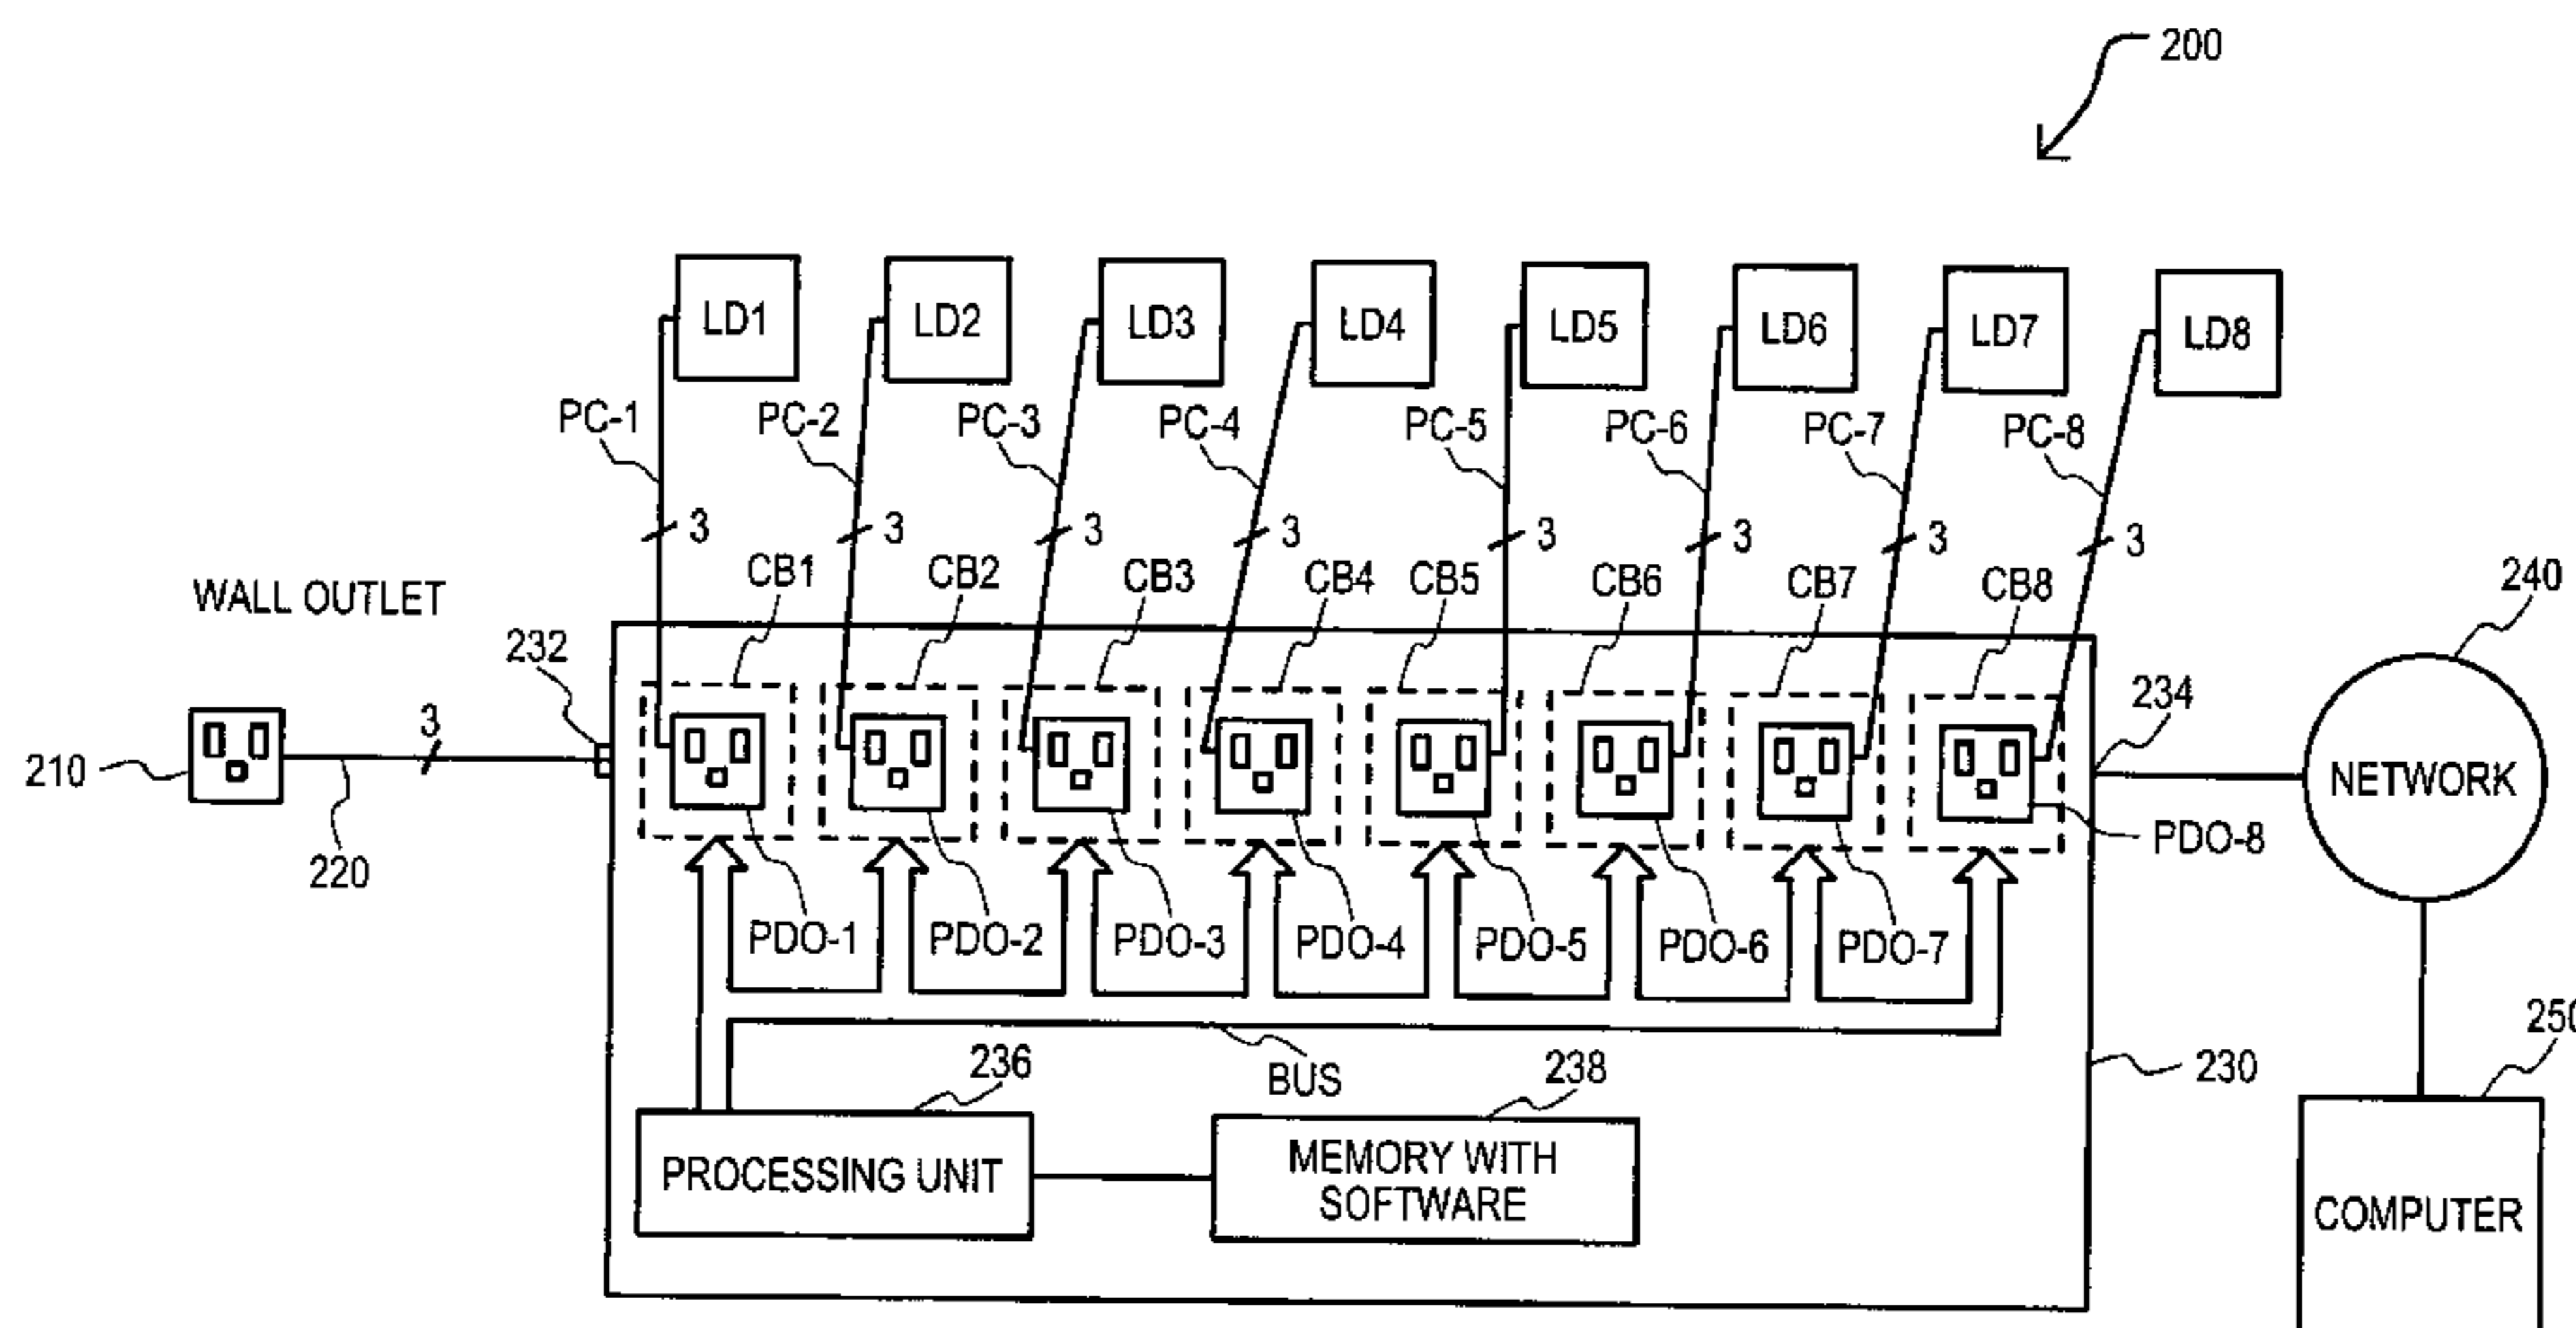 200
LD1 LD2 LD3 LD4 LD5 LD6 LD7 LD8
PC-1 PC-2 PC-3 PC-4 PC-5 PC-6 PC-7 PC-8
3 3 3 3 3 3 3 3
CB1 CB2 CB3 CB4 CB5 CB6 CB7 CB8
WALL OUTLET
240
232
234
3
210
NETWORK
220
PDO-8
PDO-1 PDO-2 PDO-3 PDO-4 PDO-5 PDO-6 PDO-7
250
236
BUS
238
230
PROCESSING UNIT
MEMORY WITH
SOFTWARE
COMPUTER